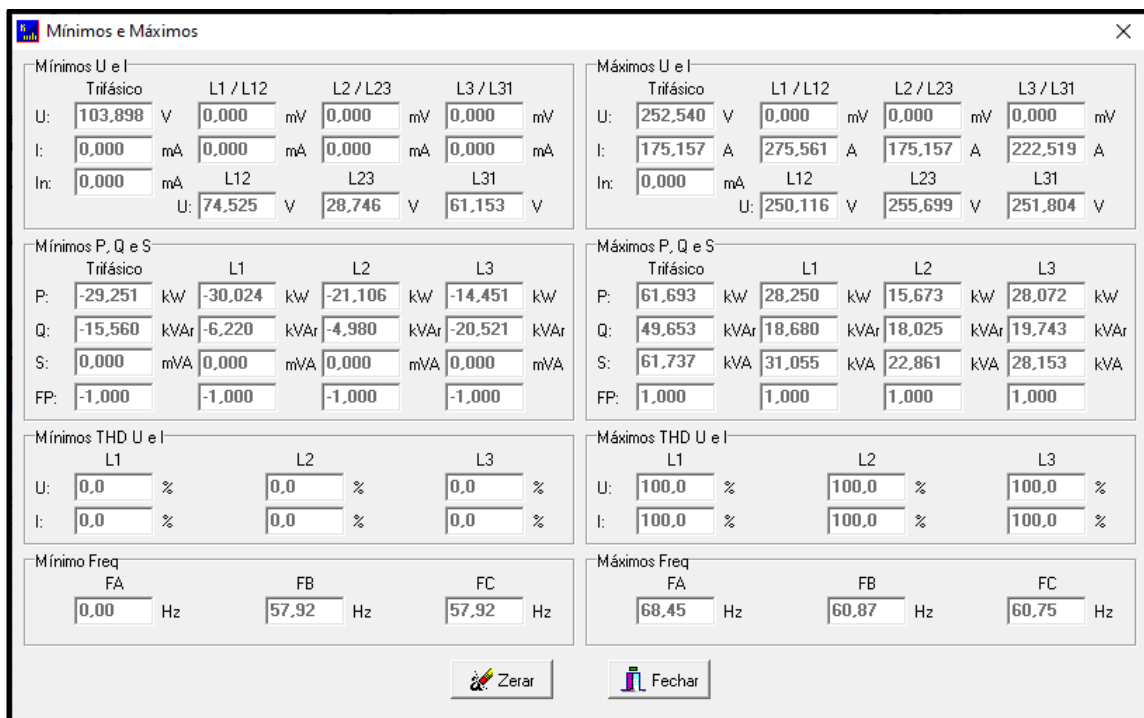 Mínimos e Máximos
Mínimos U e I
Trifásico L1 / L12 L2 / L23 L3 / L31
U: 103,898 V 0,000 mV 0,000 mV 0,000 mV
I: 0,000 mA 0,000 mA 0,000 mA 0,000 mA
In: 0,000 mA L12 L23 L31
U: 74,525 V 28,746 V 61,153 V
Máximos U e I
Trifásico L1 / L12 L2 / L23 L3 / L31
U: 252,540 V 0,000 mV 0,000 mV 0,000 mV
I: 175,157 A 275,561 A 175,157 A 222,519 A
In: 0,000 mA L12 L23 L31
U: 250,116 V 255,699 V 251,804 V
Mínimos P, Q e S
Trifásico L1 L2 L3
P: -29,251 kW -30,024 kW -21,106 kW -14,451 kW
Q: -15,560 kVAr -6,220 kVAr -4,980 kVAr -20,521 kVAr
S: 0,000 mVA 0,000 mVA 0,000 mVA 0,000 mVA
FP: -1,000 -1,000 -1,000 -1,000
Máximos P, Q e S
Trifásico L1 L2 L3
P: 61,693 kW 28,250 kW 15,673 kW 28,072 kW
Q: 49,653 kVAr 18,680 kVAr 18,025 kVAr 19,743 kVAr
S: 61,737 kVA 31,055 kVA 22,861 kVA 28,153 kVA
FP: 1,000 1,000 1,000 1,000
Mínimos THD U e I
L1 L2 L3
U: 0,0 % 0,0 % 0,0 %
I: 0,0 % 0,0 % 0,0 %
Máximos THD U e I
L1 L2 L3
U: 100,0 % 100,0 % 100,0 %
I: 100,0 % 100,0 % 100,0 %
Mínimo Freq
FA FB FC
0,00 Hz 57,92 Hz 57,92 Hz
Máximos Freq
FA FB FC
68,45 Hz 60,87 Hz 60,75 Hz
Zerar Fechar